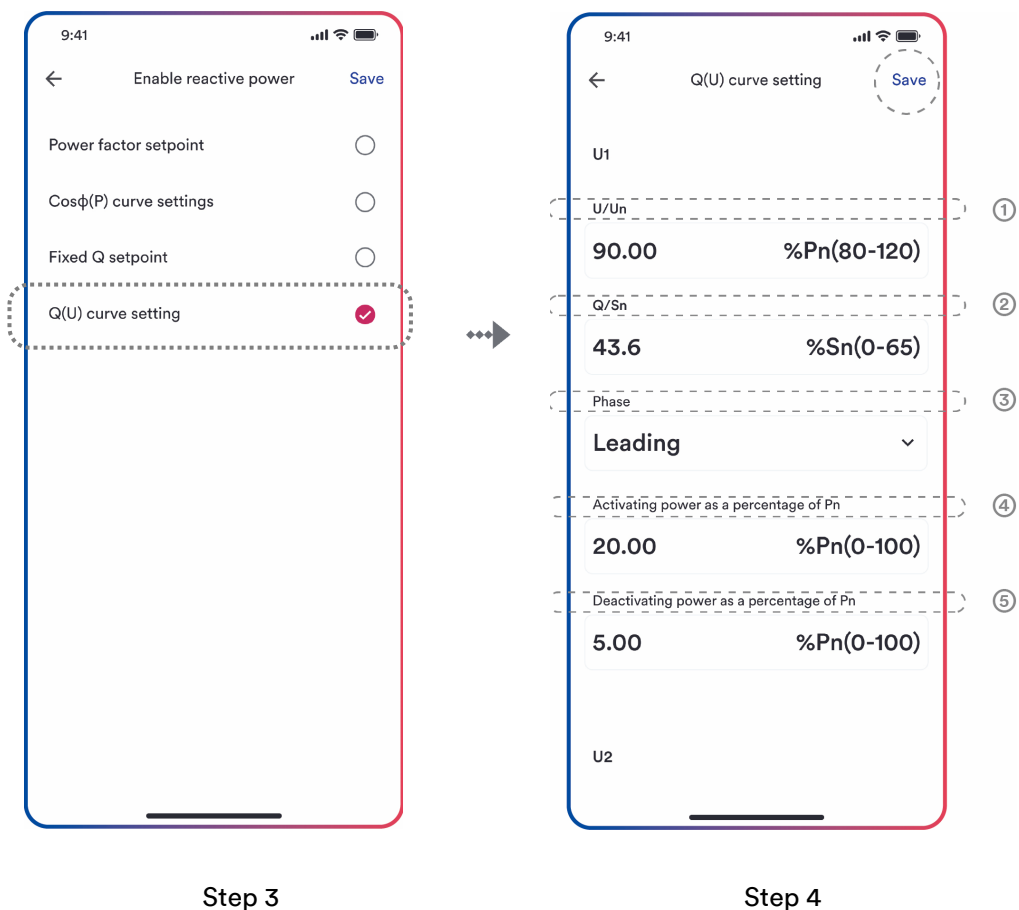 9:41
Enable reactive power Save
Power factor setpoint
Cosϕ(P) curve settings
Fixed Q setpoint
Q(U) curve setting
Step 3
9:41
Q(U) curve setting Save
U1
U/Un ①
90.00 %Pn(80-120)
Q/Sn ②
43.6 %Sn(0-65)
Phase ③
Leading
Activating power as a percentage of Pn ④
20.00 %Pn(0-100)
Deactivating power as a percentage of Pn ⑤
5.00 %Pn(0-100)
U2
Step 4